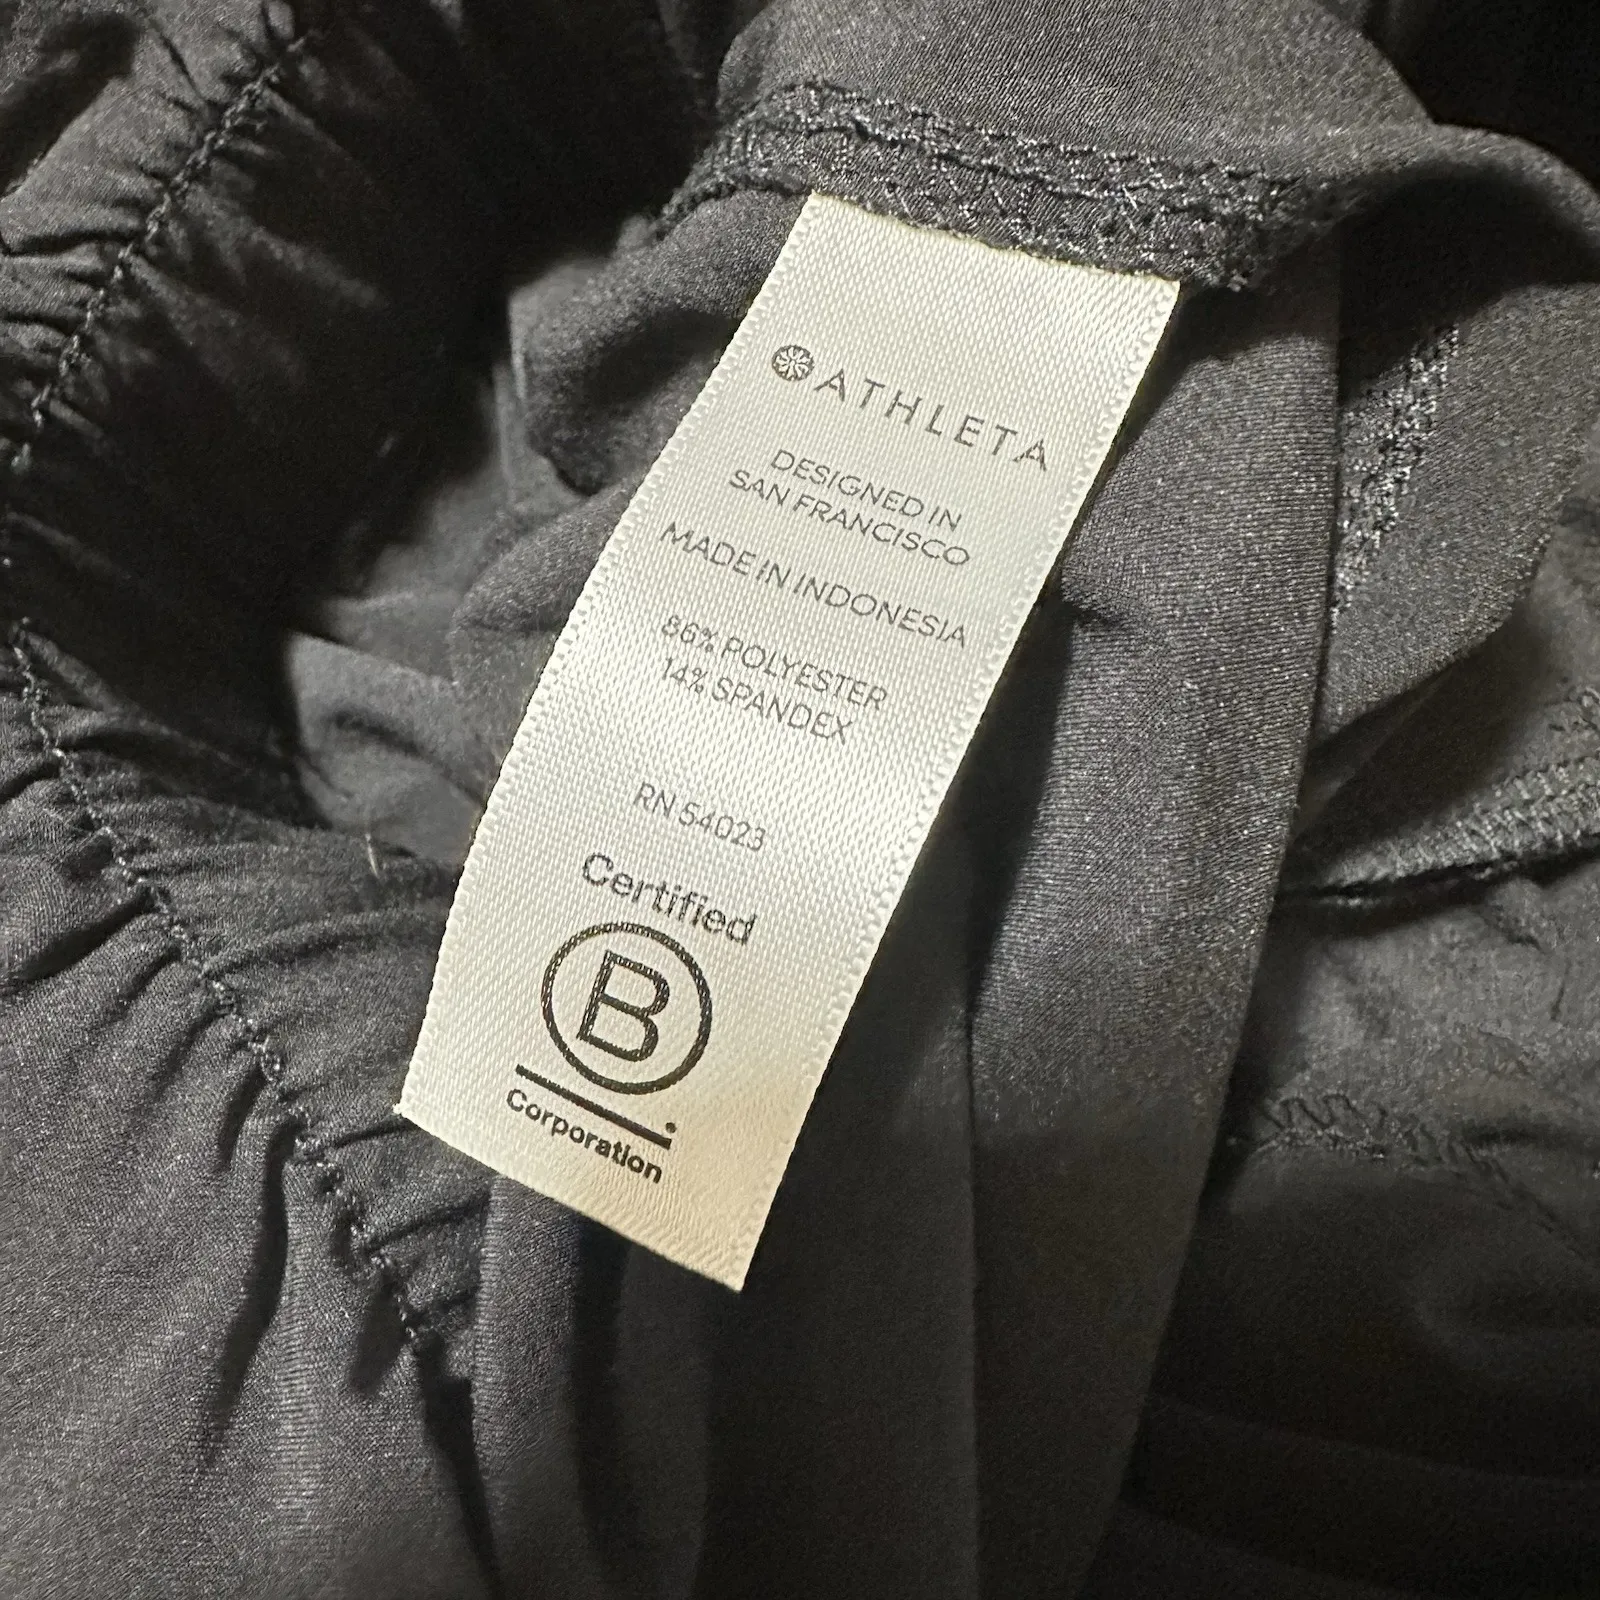 ATHLETA
DESIGNED IN
SAN FRANCISCO
MADE IN INDONESIA
86% POLYESTER
14% SPANDEX
RN 54023
Certified
B
Corporation